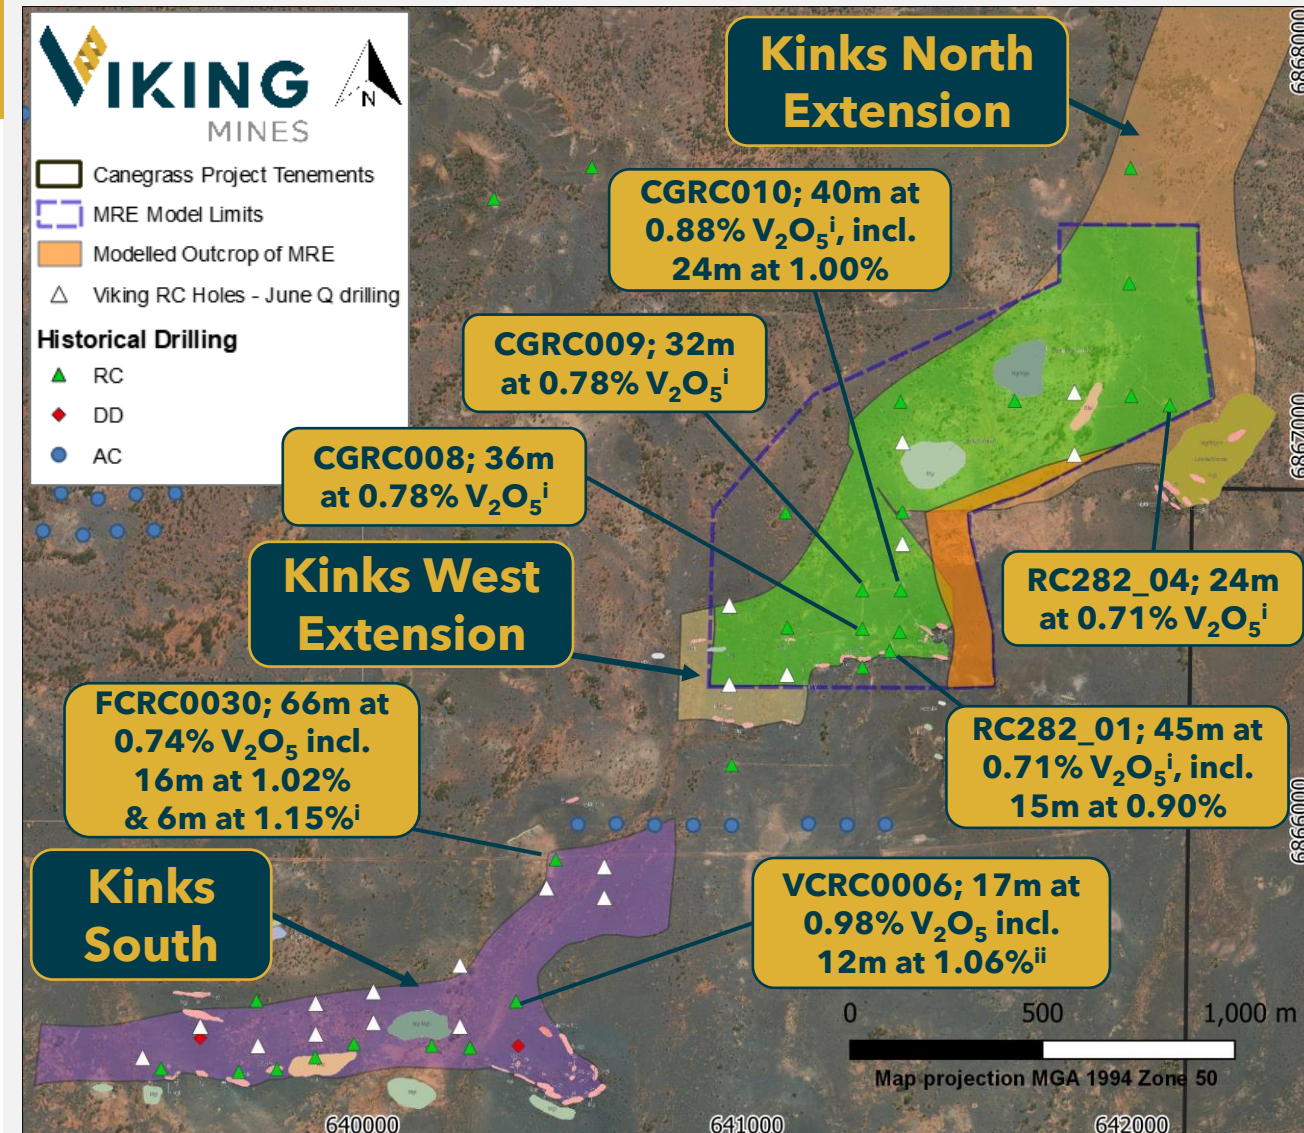 VIKING
MINES
N
Canegrass Project Tenements
MRE Model Limits
Modelled Outcrop of MRE
Viking RC Holes - June Q drilling
Historical Drilling
RC
DD
AC
Kinks North
Extension
CGRC010; 40m at
0.88% V₂O₅ⁱ, incl.
24m at 1.00%
CGRC009; 32m
at 0.78% V₂O₅ⁱ
CGRC008; 36m
at 0.78% V₂O₅ⁱ
Kinks West
Extension
RC282_04; 24m
at 0.71% V₂O₅ⁱ
FCRC0030; 66m at
0.74% V₂O₅ incl.
16m at 1.02%
& 6m at 1.15%ⁱ
RC282_01; 45m at
0.71% V₂O₅ⁱ, incl.
15m at 0.90%
Kinks
South
VCRC0006; 17m at
0.98% V₂O₅ incl.
12m at 1.06%ⁱⁱ
0 500 1,000 m
Map projection MGA 1994 Zone 50
640000 641000 642000
6868000
6867000
6866000